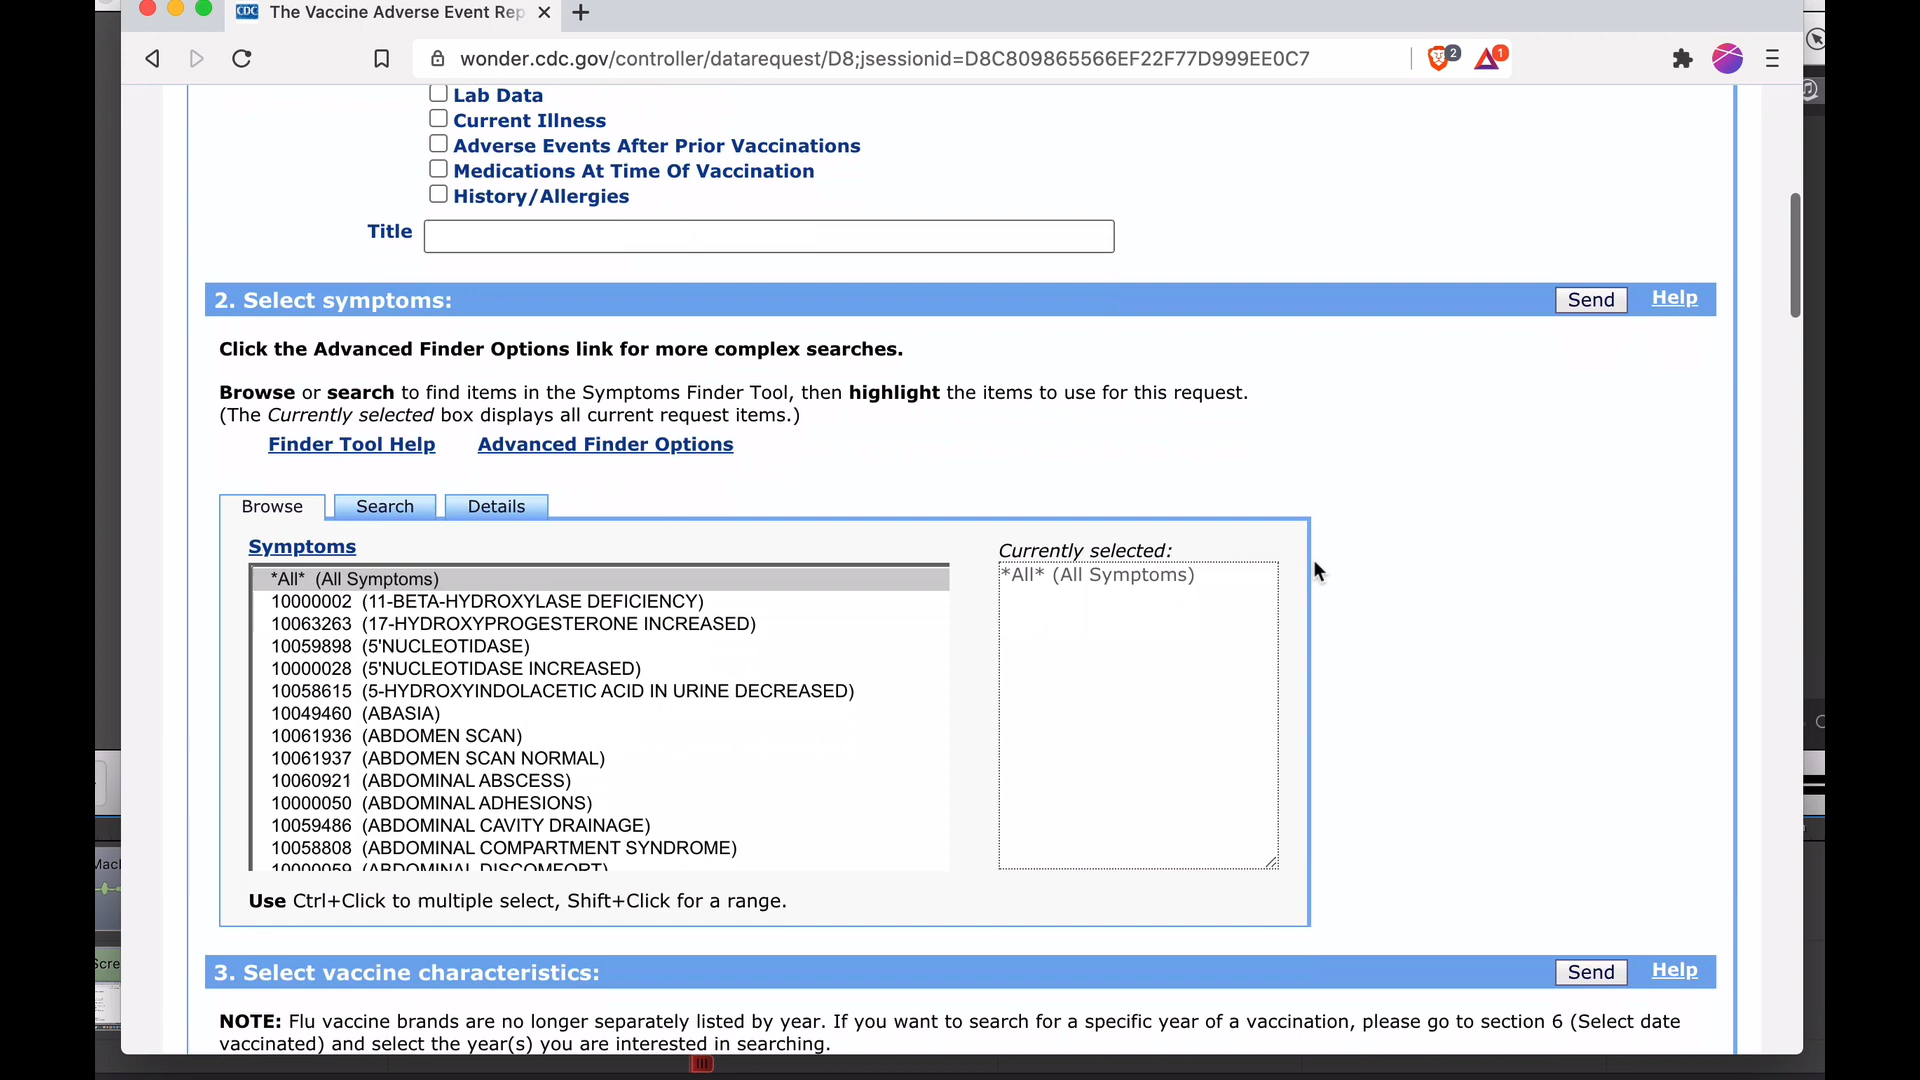 CDC The Vaccine Adverse Event Rep
wonder.cdc.gov/controller/datarequest/D8;jsessionid=D8C809865566EF22F77D999EE0C7 2 1
Lab Data
Current Illness
Adverse Events After Prior Vaccinations
Medications At Time Of Vaccination
History/Allergies
Title
2. Select symptoms: Send Help
Click the Advanced Finder Options link for more complex searches.
Browse or search to find items in the Symptoms Finder Tool, then highlight the items to use for this request.
(The Currently selected box displays all current request items.)
Finder Tool Help Advanced Finder Options
Browse Search Details
Symptoms
Currently selected:
*All* (All Symptoms)
*All* (All Symptoms)
10000002 (11-BETA-HYDROXYLASE DEFICIENCY)
10063263 (17-HYDROXYPROGESTERONE INCREASED)
10059898 (5'NUCLEOTIDASE)
10000028 (5'NUCLEOTIDASE INCREASED)
10058615 (5-HYDROXYINDOLACETIC ACID IN URINE DECREASED)
10049460 (ABASIA)
10061936 (ABDOMEN SCAN)
10061937 (ABDOMEN SCAN NORMAL)
10060921 (ABDOMINAL ABSCESS)
10000050 (ABDOMINAL ADHESIONS)
10059486 (ABDOMINAL CAVITY DRAINAGE)
10058808 (ABDOMINAL COMPARTMENT SYNDROME)
10000059 (ABDOMINAL DISCOMFORT)
Use Ctrl+Click to multiple select, Shift+Click for a range.
3. Select vaccine characteristics: Send Help
NOTE: Flu vaccine brands are no longer separately listed by year. If you want to search for a specific year of a vaccination, please go to section 6 (Select date
vaccinated) and select the year(s) you are interested in searching.